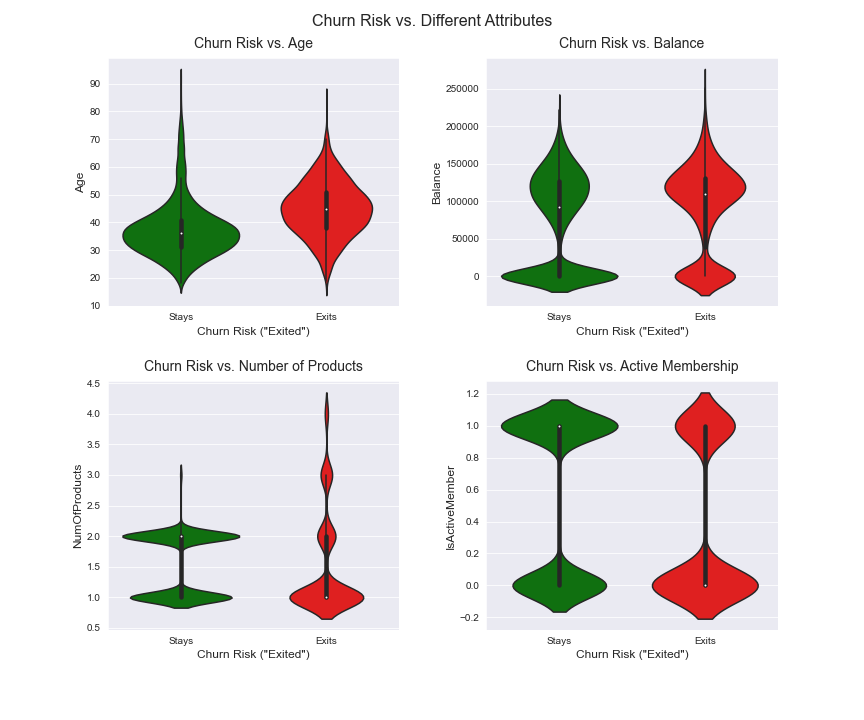 Churn Risk vs. Different Attributes
Churn Risk vs. Age
90
80
70
60
50
40
30
20
10
Age
Stays
Exits
Churn Risk ("Exited")
Churn Risk vs. Balance
250000
200000
150000
100000
50000
0
Balance
Stays
Exits
Churn Risk ("Exited")
Churn Risk vs. Number of Products
4.5
4.0
3.5
3.0
2.5
2.0
1.5
1.0
0.5
NumOfProducts
Stays
Exits
Churn Risk ("Exited")
Churn Risk vs. Active Membership
1.2
1.0
0.8
0.6
0.4
0.2
0.0
−0.2
IsActiveMember
Stays
Exits
Churn Risk ("Exited")